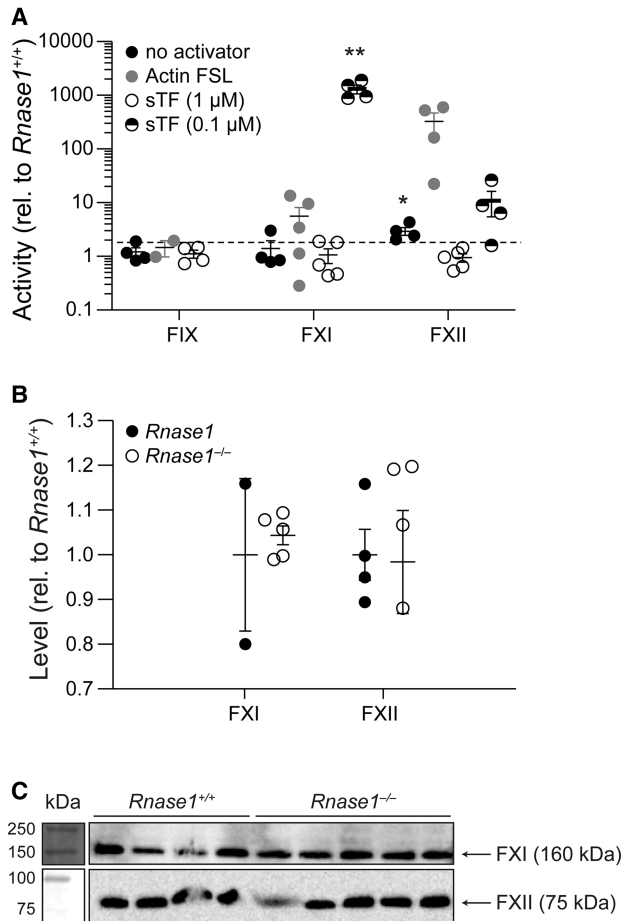 A
Activity (rel. to Rnase1+/+)
10000
1000
100
10
1
0.1
no activator
Actin FSL
sTF (1 µM)
sTF (0.1 µM)
**
*
FIX
FXI
FXII
B
Level (rel. to Rnase1+/+)
1.3
1.2
1.1
1.0
0.9
0.8
0.7
Rnase1
Rnase1–/–
FXI
FXII
C
kDa
Rnase1+/+
Rnase1–/–
250
150
FXI (160 kDa)
100
75
FXII (75 kDa)